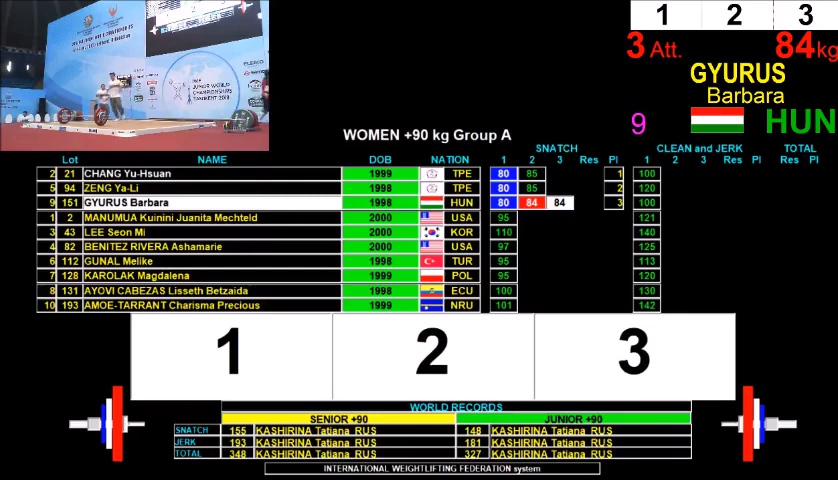 1 2 3
3 Att. 84kg
GYURUS
Barbara
9 HUN
IWF
JUNIOR WORLD
CHAMPIONSHIPS
TASHKENT 2018
WOMEN +90 kg Group A
SNATCH CLEAN and JERK TOTAL
Lot NAME DOB NATION 1 2 3 Res Pl 1 2 3 Res Pl Res Pl
2 21 CHANG Yu-Hsuan 1999 TPE 80 85 1 100
5 94 ZENG Ya-Li 1998 TPE 80 85 2 120
9 151 GYURUS Barbara 1998 HUN 80 84 84 3 100
1 2 MANUMUA Kuinini Juanita Mechteld 2000 USA 95 121
3 43 LEE Seon Mi 2000 KOR 110 140
4 82 BENITEZ RIVERA Ashamarie 2000 USA 97 125
6 112 GUNAL Melike 1998 TUR 95 113
7 128 KAROLAK Magdalena 1999 POL 95 120
8 131 AYOVI CABEZAS Lisseth Betzaida 1998 ECU 100 130
10 193 AMOE-TARRANT Charisma Precious 1999 NRU 101 142
1 2 3
WORLD RECORDS
SENIOR +90 JUNIOR +90
SNATCH 155 KASHIRINA Tatiana RUS 148 KASHIRINA Tatiana RUS
JERK 193 KASHIRINA Tatiana RUS 181 KASHIRINA Tatiana RUS
TOTAL 348 KASHIRINA Tatiana RUS 327 KASHIRINA Tatiana RUS
INTERNATIONAL WEIGHTLIFTING FEDERATION system